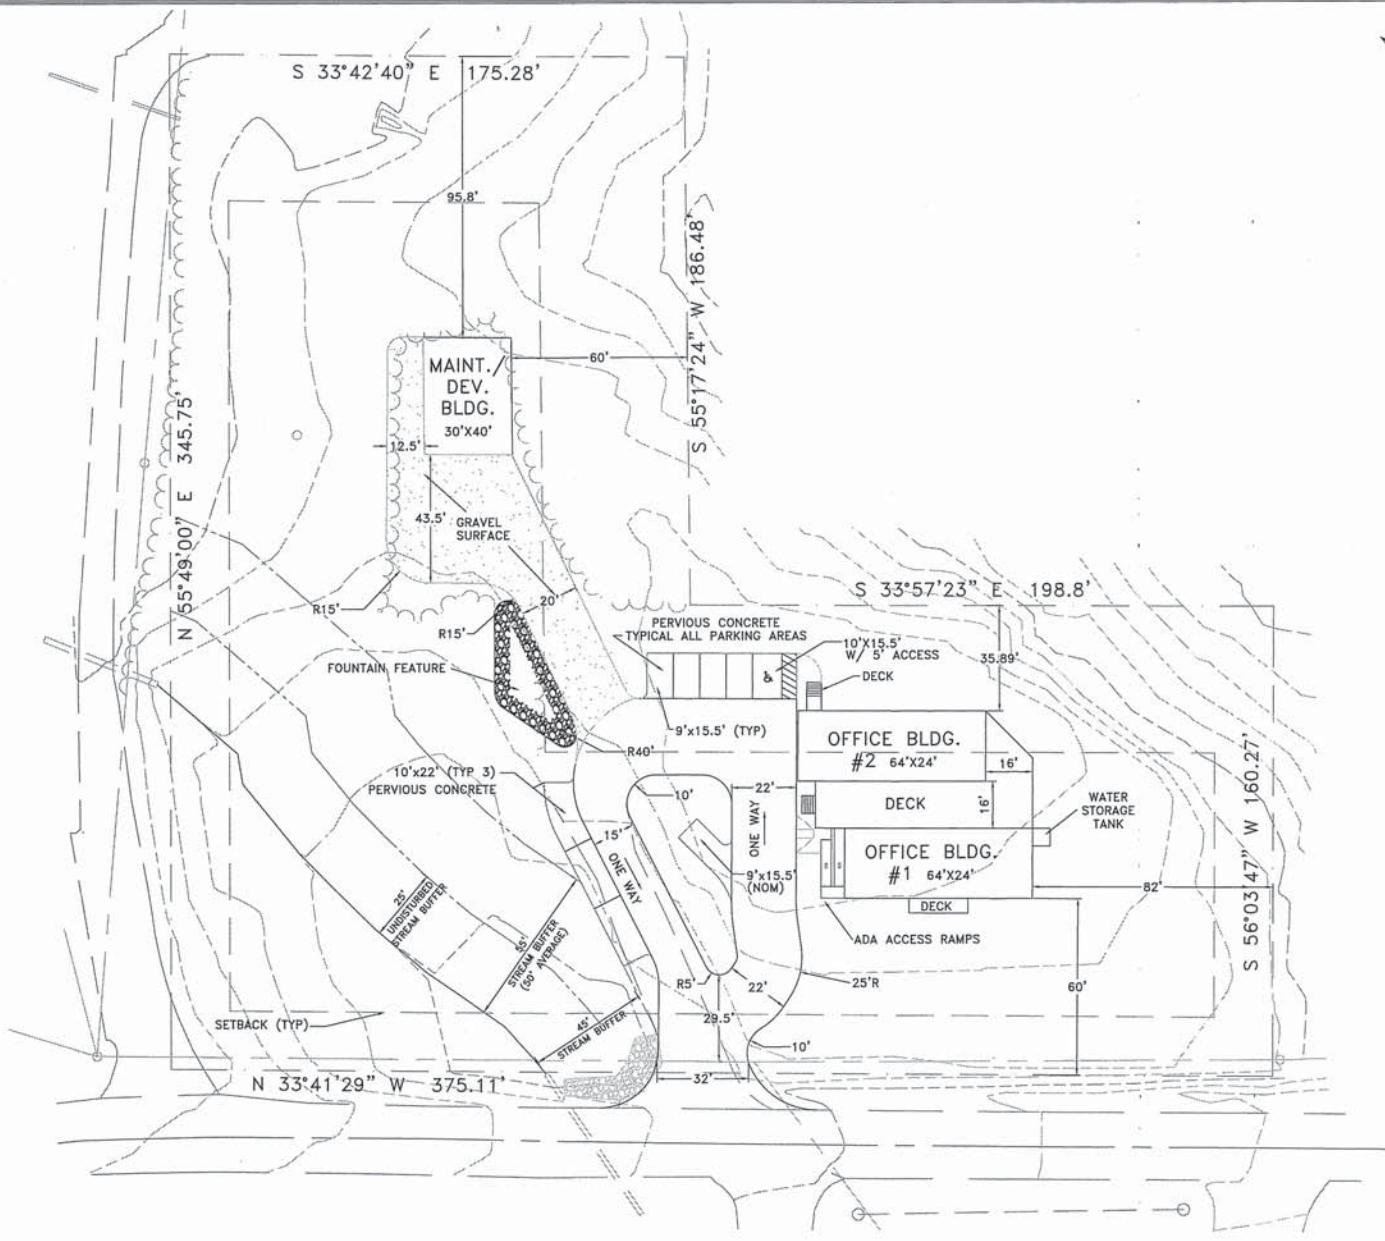 S 33°42'40" E 175.28'
95.8'
S 55°17'24" W 186.48'
N 55°49'00" E 345.75'
MAINT./
DEV.
BLDG.
30'X40'
60'
12.5'
43.5'
GRAVEL
SURFACE
R15'
20'
R15'
FOUNTAIN FEATURE
S 33°57'23" E 198.8'
PERVIOUS CONCRETE
TYPICAL ALL PARKING AREAS
10'X15.5'
W/ 5' ACCESS
DECK
35.89'
9'x15.5' (TYP)
R40'
OFFICE BLDG.
#2 64'X24'
16'
10'x22' (TYP 3)
PERVIOUS CONCRETE
10'
22'
ONE WAY
DECK
16'
WATER
STORAGE
TANK
15'
ONE WAY
9'x15.5'
(NOM)
OFFICE BLDG.
#1 64'X24'
82'
DECK
ADA ACCESS RAMPS
S 56°03'47" W 160.27'
25'
UNDISTURBED
STREAM BUFFER
55'
STREAM BUFFER
(50' AVERAGE)
R5'
22'
25'R
60'
SETBACK (TYP)
45'
STREAM BUFFER
29.5'
10'
32'
N 33°41'29" W 375.11'